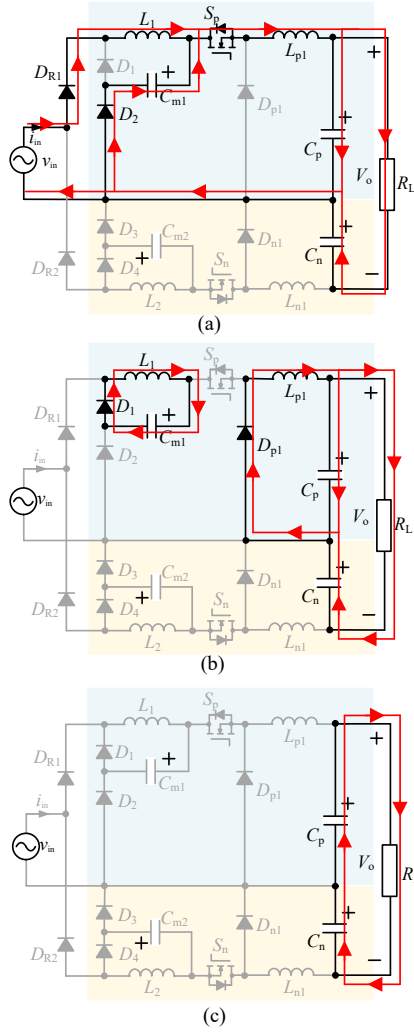 L1 Sp Lp1 +
DR1 D1 + Cm1 Dp1 +
D2 Cp
iin Vo RL
vin
D3 Cm2 Dn1 +
DR2 D4 + Sn Cn
L2 Ln1 −
(a)
L1 Sp Lp1 +
DR1 D1 + Cm1 Dp1 +
D2 Cp
iin Vo RL
vin
D3 Cm2 Dn1 +
DR2 D4 + Sn Cn
L2 Ln1 −
(b)
L1 Sp Lp1 +
DR1 D1 + Cm1 Dp1 +
D2 Cp
iin Vo R
vin
D3 Cm2 Dn1 +
DR2 D4 + Sn Cn
L2 Ln1 −
(c)